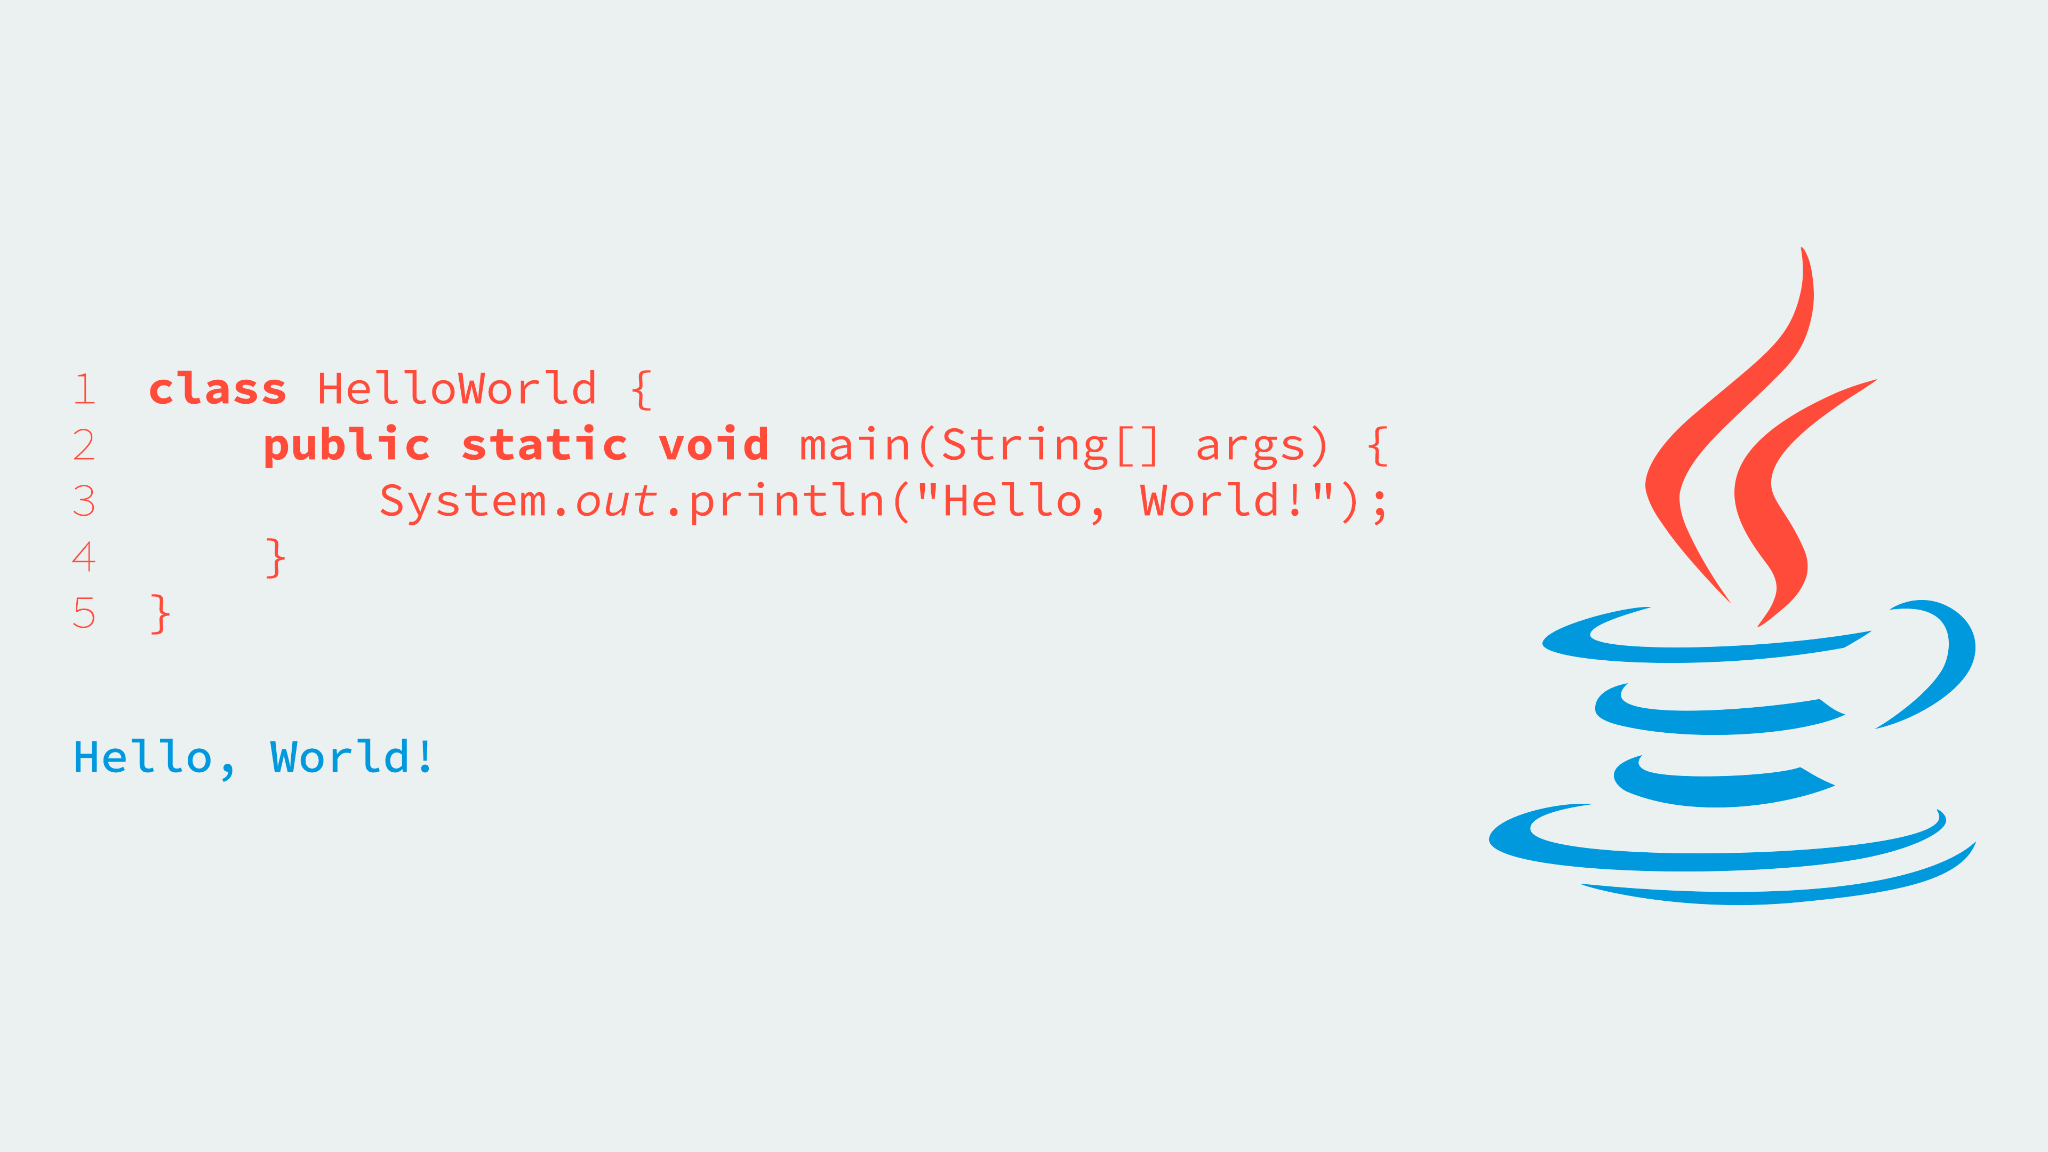 1 class HelloWorld {
2     public static void main(String[] args) {
3         System.out.println("Hello, World!");
4     }
5 }
Hello, World!